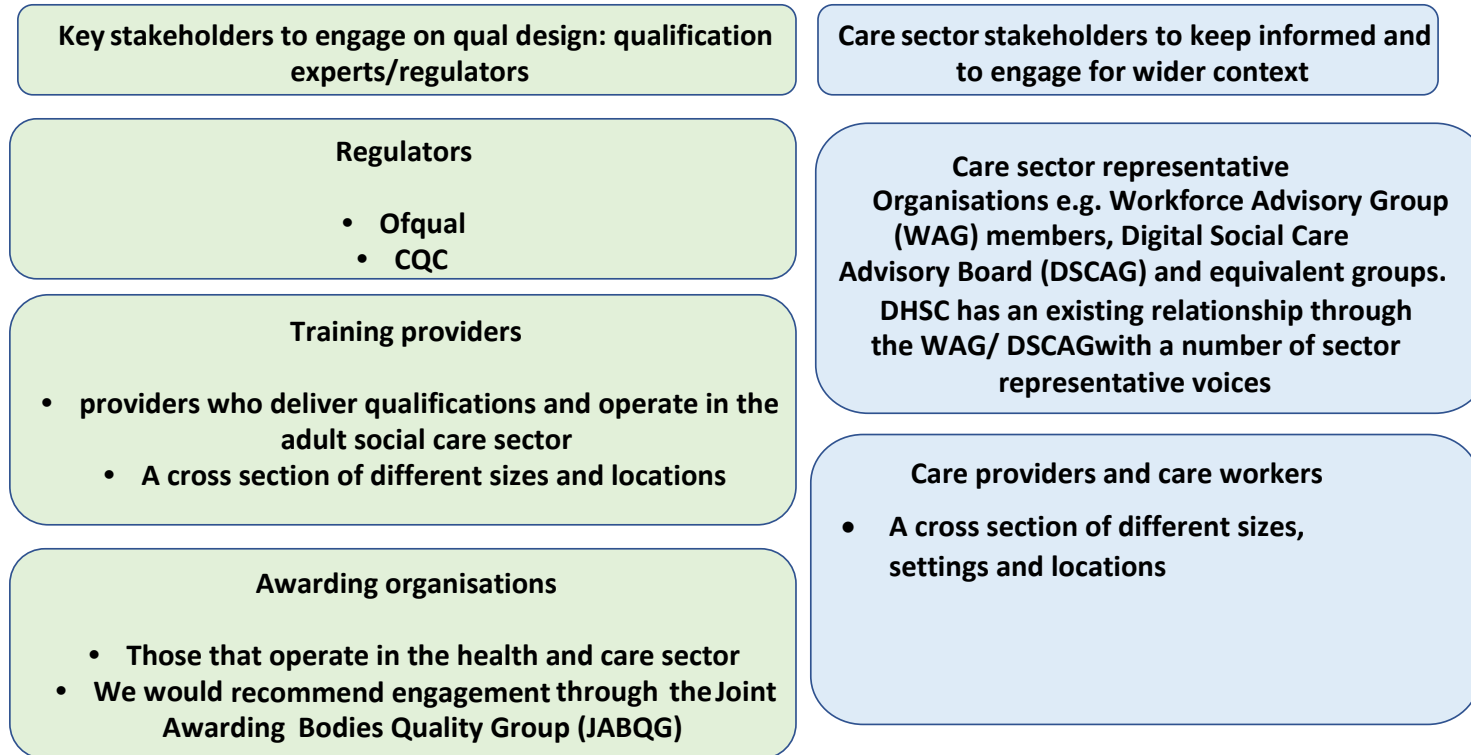 Key stakeholders to engage on qual design: qualification
experts/regulators
Regulators
• Ofqual
• CQC
Training providers
• providers who deliver qualifications and operate in the
adult social care sector
• A cross section of different sizes and locations
Awarding organisations
• Those that operate in the health and care sector
• We would recommend engagement through the Joint
Awarding Bodies Quality Group (JABQG)
Care sector stakeholders to keep informed and
to engage for wider context
Care sector representative
Organisations e.g. Workforce Advisory Group
(WAG) members, Digital Social Care
Advisory Board (DSCAG) and equivalent groups.
DHSC has an existing relationship through
the WAG/ DSCAGwith a number of sector
representative voices
Care providers and care workers
• A cross section of different sizes,
settings and locations